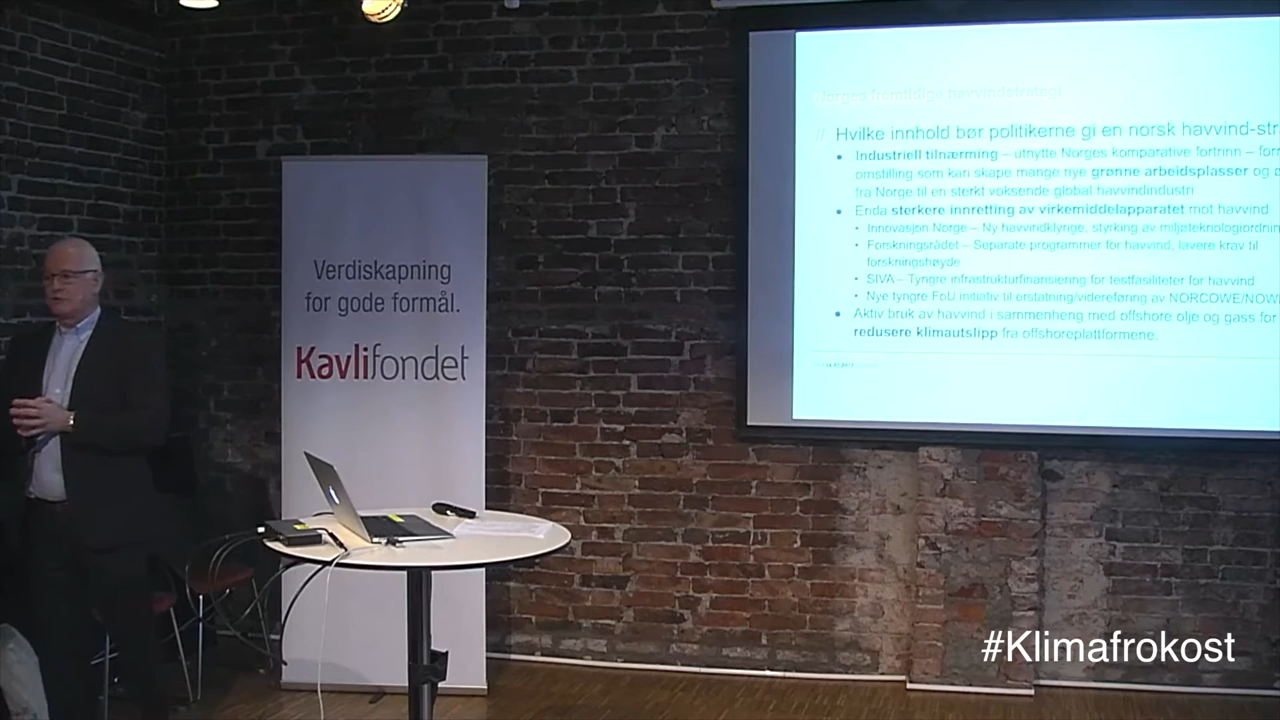 Verdiskapning
for gode formål.
Kavlifondet
Norges fremtidige havvindstrategi
// Hvilke innhold bør politikerne gi en norsk havvind-str
• Industriell tilnærming – utnytte Norges komparative fortrinn – for
omstilling som kan skape mange nye grønne arbeidsplasser og
fra Norge til en sterkt voksende global havvindindustri
• Enda sterkere innretting av virkemiddelapparatet mot havvind
• Innovasjon Norge – Ny havvindklynge, styrking av miljøteknologiordnin
• Forskningsrådet – Separate programmer for havvind, lavere krav til
forskningshøyde
• SIVA – Tyngre infrastrukturfinansiering for testfasiliteter for havvind
• Nye tyngre FoU initiativ til erstatning/videreføring av NORCOWE/NOW
• Aktiv bruk av havvind i sammenheng med offshore olje og gass for
redusere klimautslipp fra offshoreplattformene.
#Klimafrokost